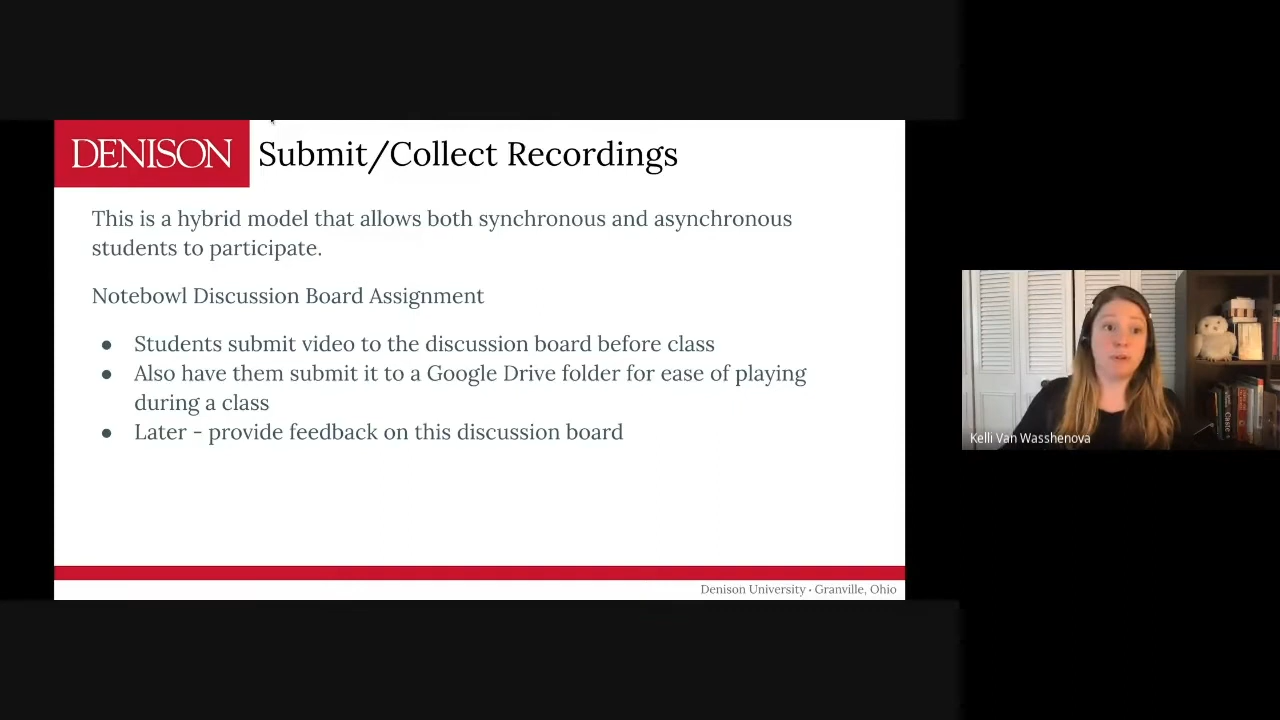 DENISON
Submit/Collect Recordings
This is a hybrid model that allows both synchronous and asynchronous
students to participate.
Notebowl Discussion Board Assignment
● Students submit video to the discussion board before class
● Also have them submit it to a Google Drive folder for ease of playing
during a class
● Later - provide feedback on this discussion board
Denison University · Granville, Ohio
Caste
Kelli Van Wasshenova